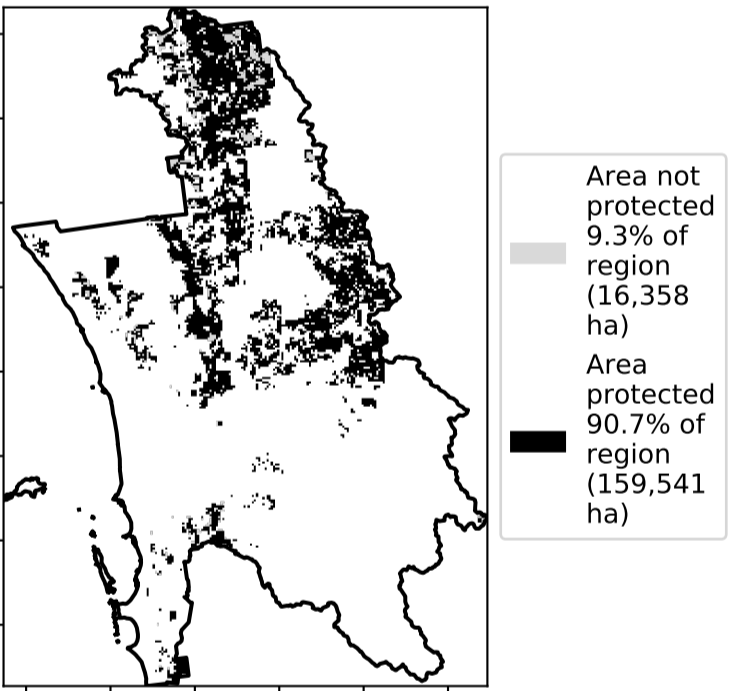 Area not
protected
9.3% of
region
(16,358
ha)
Area
protected
90.7% of
region
(159,541
ha)